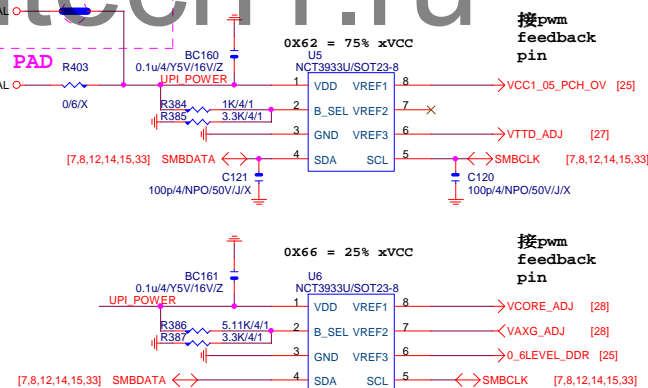 techT.ru
AL
PAD
R403
AL
0/6/X
BC160
0.1u/4/Y5V/16V/Z
UPI_POWER
0X62 = 75% xVCC
U5
NCT3933U/SOT23-8
接pwm
feedback
pin
1 VDD VREF1 8 VCC1_05_PCH_OV [25]
R384 1K/4/1 2 B_SEL VREF2 7
R385 3.3K/4/1
3 GND VREF3 6 VTTD_ADJ [27]
[7,8,12,14,15,33] SMBDATA 4 SDA SCL 5 SMBCLK [7,8,12,14,15,33]
C121
100p/4/NPO/50V/J/X
C120
100p/4/NPO/50V/J/X
0X66 = 25% xVCC
接pwm
feedback
pin
BC161
0.1u/4/Y5V/16V/Z
UPI_POWER
U6
NCT3933U/SOT23-8
1 VDD VREF1 8 VCORE_ADJ [28]
R386 5.11K/4/1 2 B_SEL VREF2 7 VAXG_ADJ [28]
R387 3.3K/4/1
3 GND VREF3 6 0_6LEVEL_DDR [25]
[7,8,12,14,15,33] SMBDATA 4 SDA SCL 5 SMBCLK [7,8,12,14,15,33]